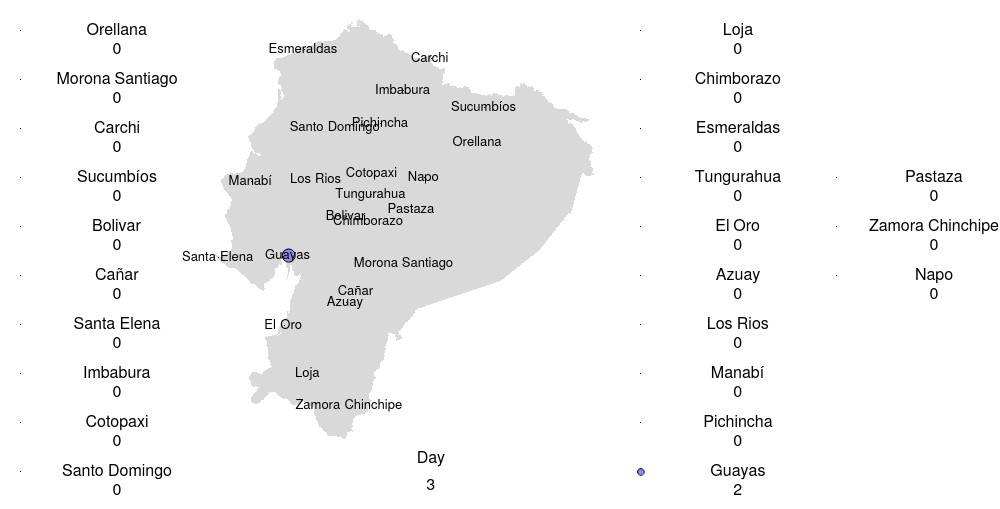 Orellana
0
Morona Santiago
0
Carchi
0
Sucumbíos
0
Bolivar
0
Cañar
0
Santa Elena
0
Imbabura
0
Cotopaxi
0
Santo Domingo
0
Esmeraldas
Carchi
Imbabura
Sucumbíos
Santo Domingo
Pichincha
Orellana
Manabí
Los Rios
Cotopaxi
Napo
Tungurahua
Bolivar
Pastaza
Chimborazo
Santa Elena
Guayas
Morona Santiago
Cañar
Azuay
El Oro
Loja
Zamora Chinchipe
Day
3
Loja
0
Chimborazo
0
Esmeraldas
0
Tungurahua
0
El Oro
0
Azuay
0
Los Rios
0
Manabí
0
Pichincha
0
Guayas
2
Pastaza
0
Zamora Chinchipe
0
Napo
0